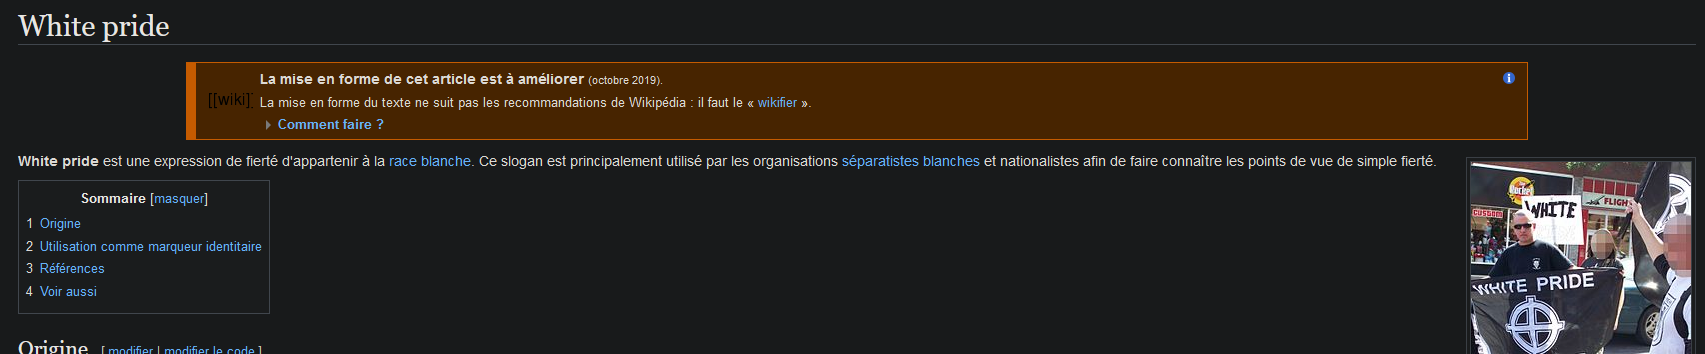 White pride
La mise en forme de cet article est à améliorer (octobre 2019).
[[wiki]]
La mise en forme du texte ne suit pas les recommandations de Wikipédia : il faut le « wikifier ».
Comment faire ?
White pride est une expression de fierté d'appartenir à la race blanche. Ce slogan est principalement utilisé par les organisations séparatistes blanches et nationalistes afin de faire connaître les points de vue de simple fierté.
Sommaire [masquer]
1 Origine
2 Utilisation comme marqueur identitaire
3 Références
4 Voir aussi
Origine [ modifier | modifier le code ]
CUSTOM
WHITE
FLIGH
WHITE PRIDE